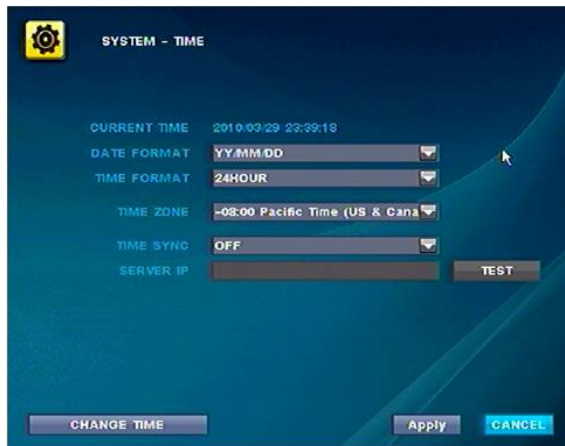 SYSTEM - TIME
CURRENT TIME 2010/03/29 23:39:18
DATE FORMAT YY/MM/DD
TIME FORMAT 24HOUR
TIME ZONE -08:00 Pacific Time (US & Cana
TIME SYNC OFF
SERVER IP TEST
CHANGE TIME Apply CANCEL